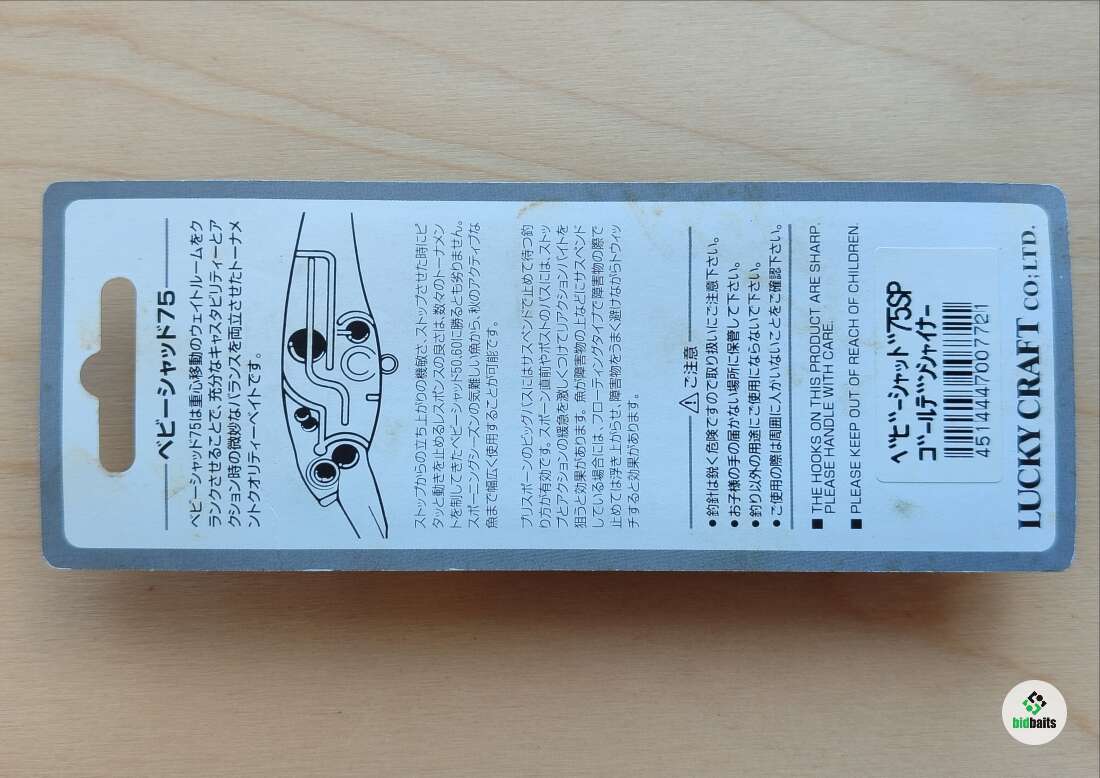 ベビーシャッド75
ベビーシャッド75は重心移動のウェイトルームをク
ランクさせることで、充分なキャスタビリティーとア
クション時の微妙なバランスを両立させたトーナメ
ントクオリティーベイトです。
ストップからの立ち上がりの機敏さ、ストップさせた時にピ
タッと動きを止めるレスポンスの良さは、数々のトーナメン
トを制してきたベビーシャッド50,60に勝るとも劣りません。
スポーニングシーズンの気難しい魚から、秋のアクティブな
魚まで幅広く使用することが可能です。
プリスポーンのビッグバスにはサスペンドで止めて待つ釣
り方が有効です。スポーン直前やポストのバスには、ストッ
プとアクションの緩急を激しくつけてリアクションバイトを
狙うと効果があります。魚が障害物の上などにサスペンド
している場合には、フローティングタイプで障害物の際で
止めては浮き上がらせ、障害物をうまく避けながらトウィッ
チすると効果があります。
⚠ご注意
•釣針は鋭く危険ですので取り扱いにご注意下さい。
•お子様の手の届かない場所に保管して下さい。
•釣り以外の用途にご使用にならないで下さい。
•ご使用の際は周囲に人がいないことをご確認下さい。
■THE HOOKS ON THIS PRODUCT ARE SHARP.
PLEASE HANDLE WITH CARE.
■PLEASE KEEP OUT OF REACH OF CHILDREN.
ベビーシャッド75SP
ゴールデンシャイナー
4514447007721
LUCKY CRAFT CO;LTD.
bidbaits